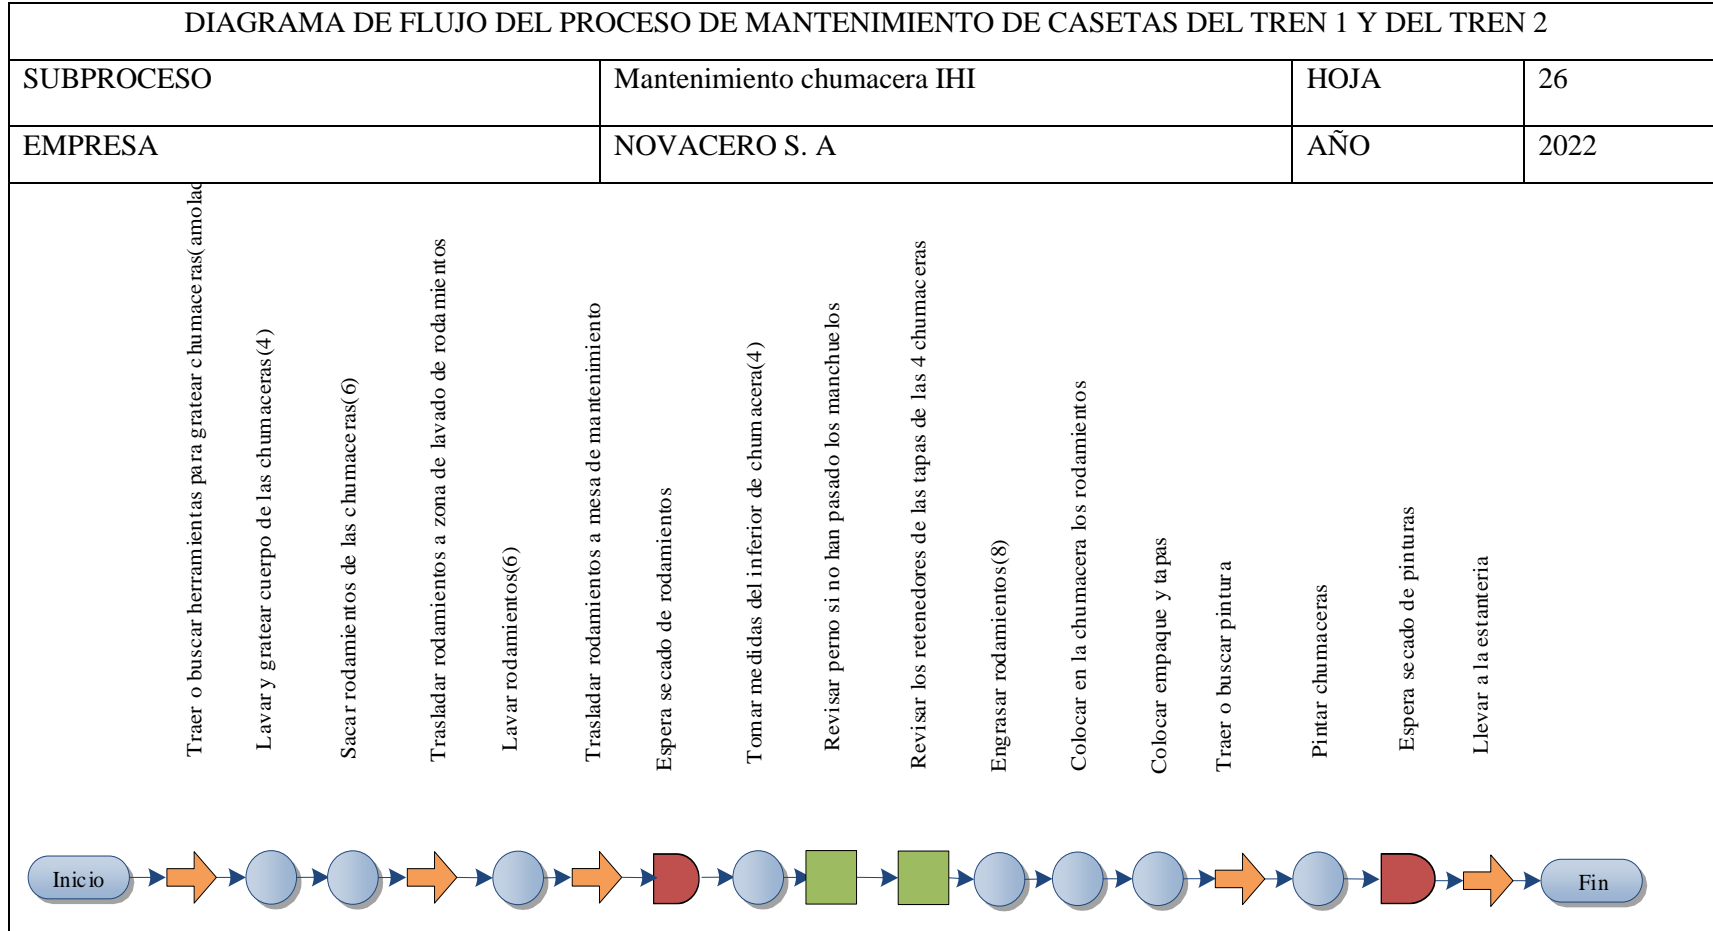 DIAGRAMA DE FLUJO DEL PROCESO DE MANTENIMIENTO DE CASETAS DEL TREN 1 Y DEL TREN 2
SUBPROCESO
Mantenimiento chumacera IHI
HOJA
26
EMPRESA
NOVACERO S. A
AÑO
2022
Traer o buscar herramientas para gratear chumaceras(
Lavar y gratear cuerpo de las chumaceras(4)
Sacar rodamientos de las chumaceras(6)
Trasladar rodamientos a zona de lavado de rodamientos
Lavar rodamientos(6)
Trasladar rodamientos a mesa de mantenimiento
Espera secado de rodamientos
Tomar medidas del inferior de chumacera(4)
Revisar perno si no han pasado los manchuelos
Revisar los retenedores de las tapas de las 4 chumaceras
Engrasar rodamientos(8)
Colocar en la chumacera los rodamientos
Colocar empaque y tapas
Traer o buscar pintura
Pintar chumaceras
Espera secado de pinturas
Llevar a la estanteria
Inicio
Fin